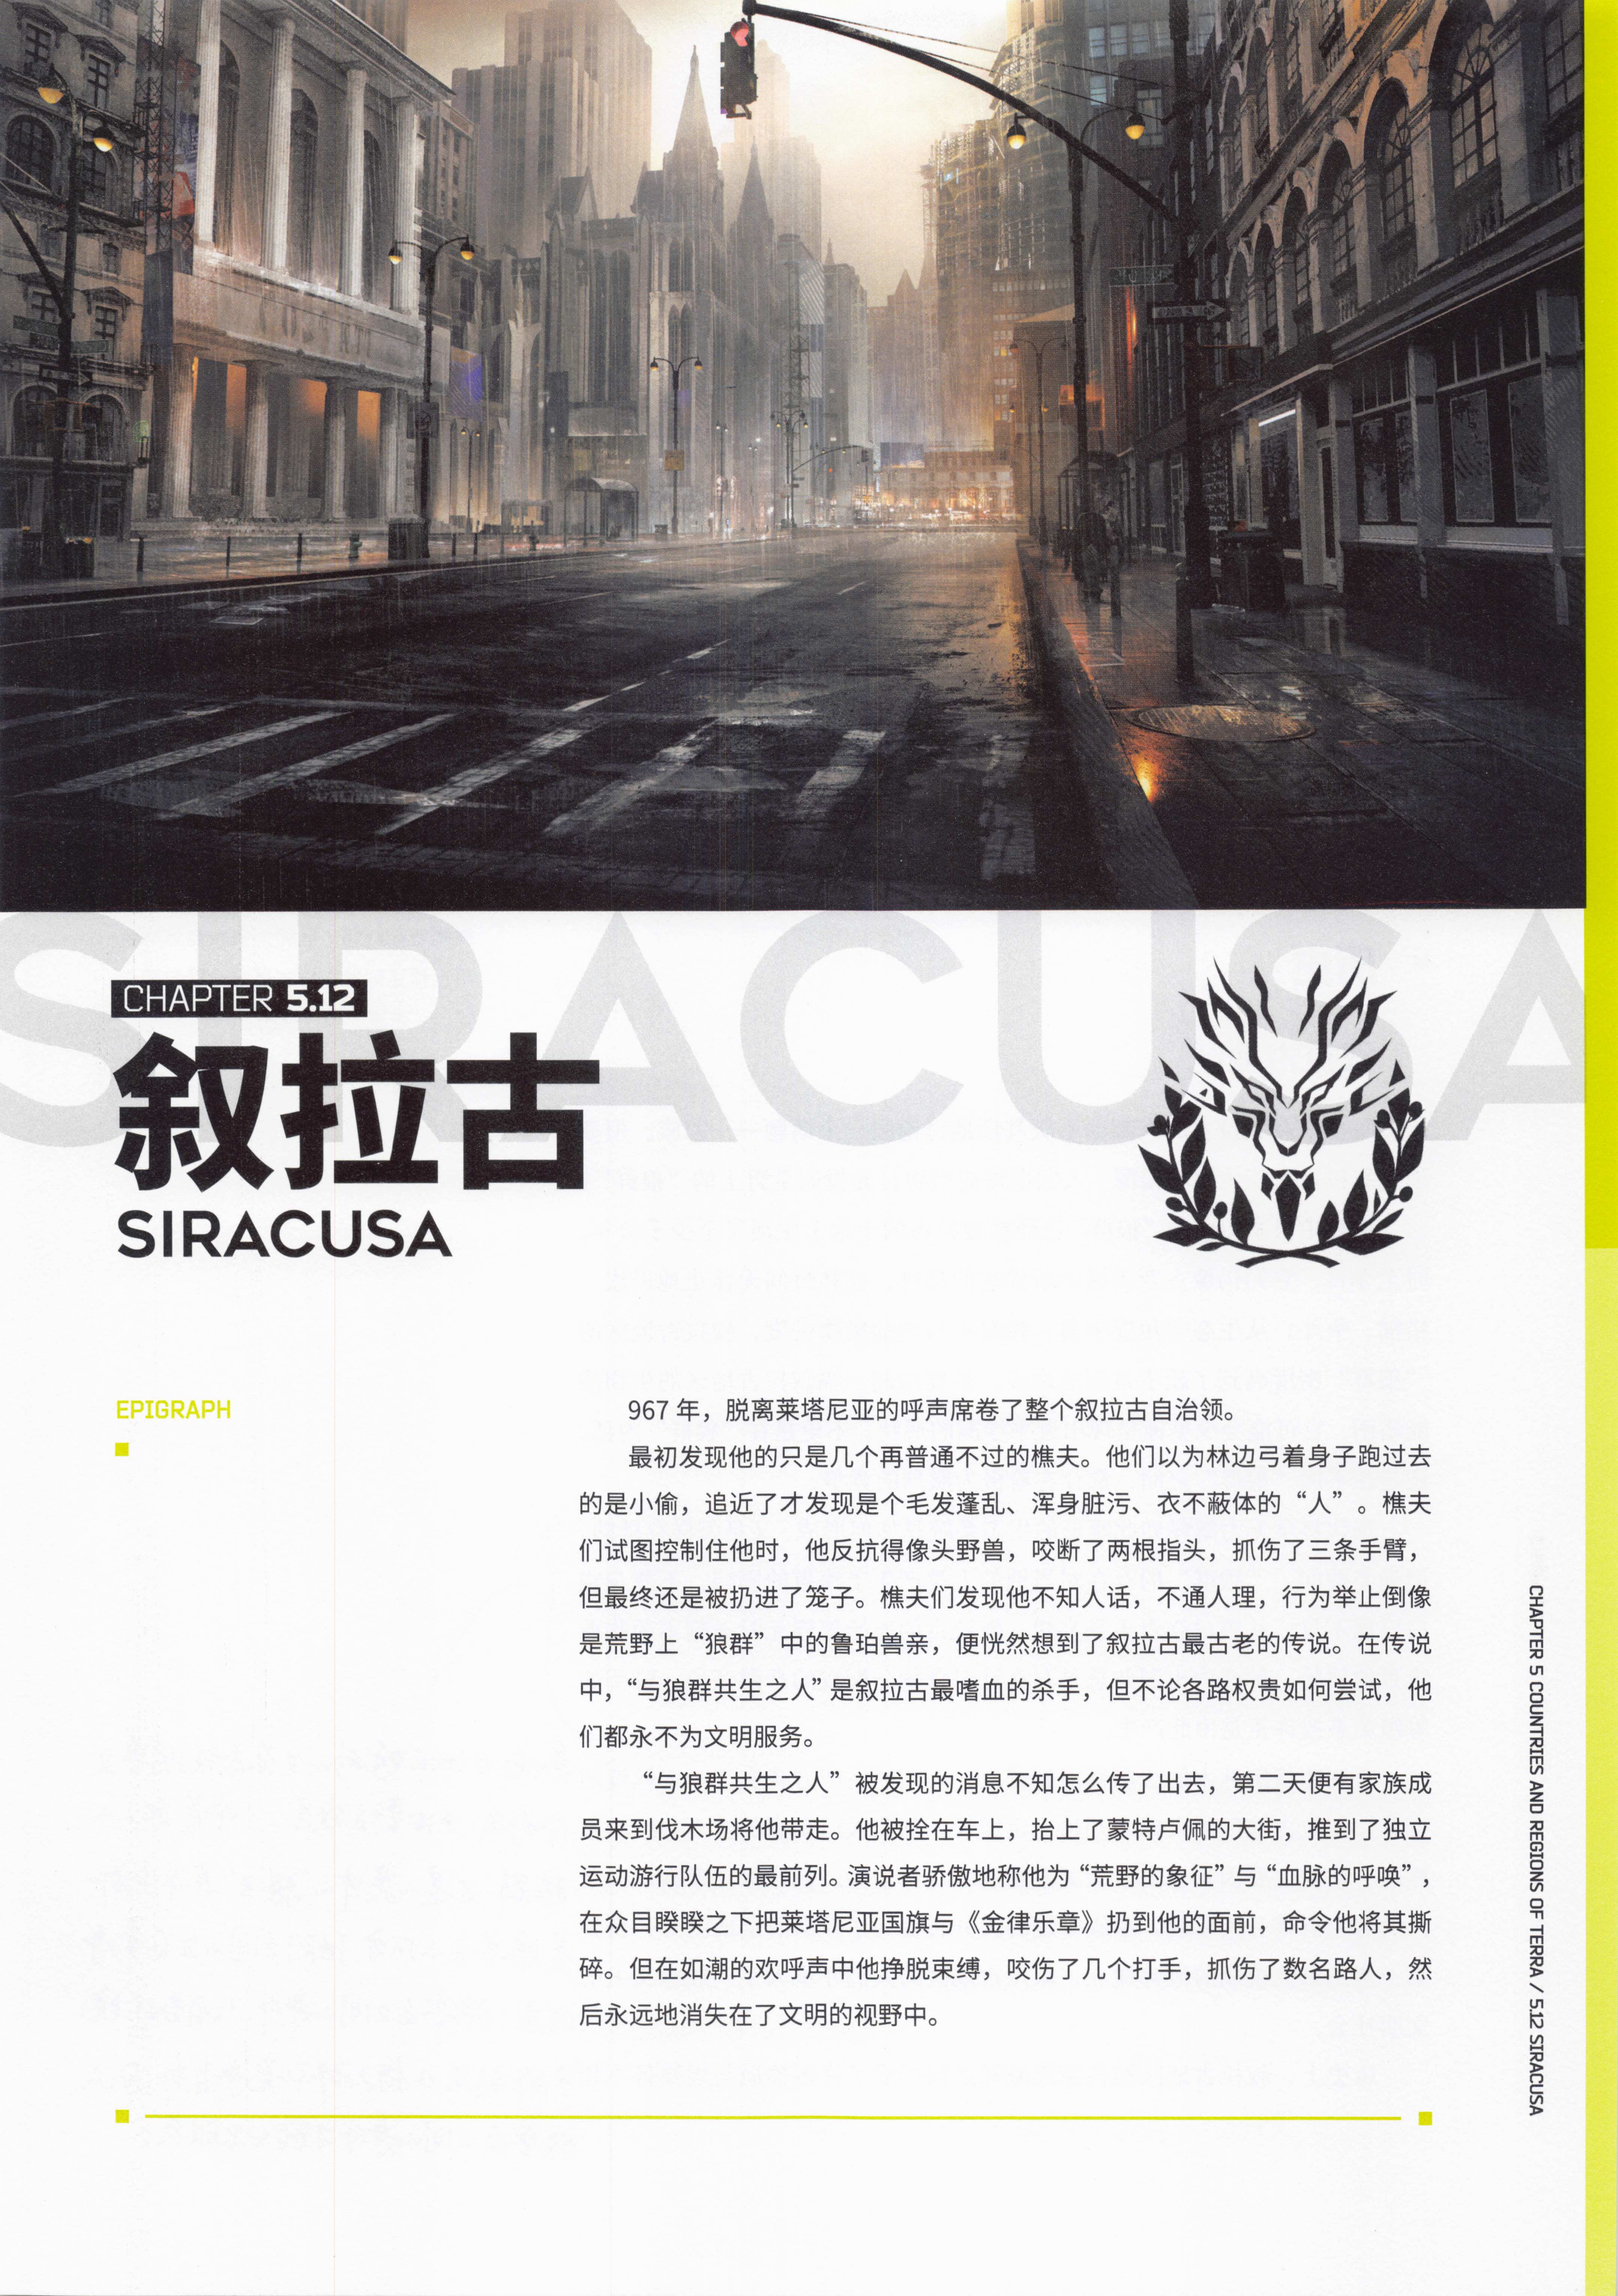 SIRACUSA
CHAPTER 5.12
叙拉古
SIRACUSA
EPIGRAPH
967 年，脱离莱塔尼亚的呼声席卷了整个叙拉古自治领。
最初发现他的只是几个再普通不过的樵夫。他们以为林边弓着身子跑过去
的是小偷，追近了才发现是个毛发蓬乱、浑身脏污、衣不蔽体的“人”。樵夫
们试图控制住他时，他反抗得像头野兽，咬断了两根指头，抓伤了三条手臂，
但最终还是被扔进了笼子。樵夫们发现他不知人话，不通人理，行为举止倒像
是荒野上“狼群”中的鲁珀兽亲，便恍然想到了叙拉古最古老的传说。在传说
中，“与狼群共生之人”是叙拉古最嗜血的杀手，但不论各路权贵如何尝试，他
们都永不为文明服务。
“与狼群共生之人”被发现的消息不知怎么传了出去，第二天便有家族成
员来到伐木场将他带走。他被拴在车上，抬上了蒙特卢佩的大街，推到了独立
运动游行队伍的最前列。演说者骄傲地称他为“荒野的象征”与“血脉的呼唤”，
在众目睽睽之下把莱塔尼亚国旗与《金律乐章》扔到他的面前，命令他将其撕
碎。但在如潮的欢呼声中他挣脱束缚，咬伤了几个打手，抓伤了数名路人，然
后永远地消失在了文明的视野中。
CHAPTER 5 COUNTRIES AND REGIONS OF TERRA / 5.12 SIRACUSA